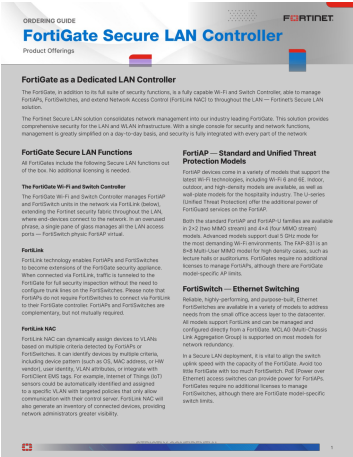 ORDERING GUIDE
FORTINET
FortiGate Secure LAN Controller
Product Offerings
FortiGate as a Dedicated LAN Controller
The FortiGate, in addition to its full suite of security functions, is a fully capable Wi-Fi and Switch Controller, able to manage
FortiAPs, FortiSwitches, and extend Network Access Control (FortiLink NAC) to throughout the LAN — Fortinet's Secure LAN
solution.
The Fortinet Secure LAN solution consolidates network management into our industry leading FortiGate. This solution provides
comprehensive security for the LAN and WLAN infrastructure. With a single console for security and network functions,
management is greatly simplified on a day-to-day basis, and security is fully integrated with every part of the network.
FortiGate Secure LAN Functions
All FortiGates include the following Secure LAN functions out
of the box. No additional licensing is needed.
The FortiGate Wi-Fi and Switch Controller
The FortiGate Wi-Fi and Switch Controller manages FortiAP
and FortiSwitch units in the network via FortiLink (below),
extending the Fortinet security fabric throughout the LAN,
where end-devices connect to the network. In an overused
phrase, a single pane of glass manages all the LAN access
ports — FortiSwitch physic FortiAP virtual.
FortiLink
FortiLink technology enables FortiAPs and FortiSwitches
to become extensions of the FortiGate security appliance.
When connected via FortiLink, traffic is tunneled to the
FortiGate for full security inspection without the need to
configure trunk lines on the FortiSwitches. Please note that
FortiAPs do not require FortiSwitches to connect via FortiLink
to their FortiGate controller. FortiAPs and FortiSwitches are
complementary, but not mutually required.
FortiLink NAC
FortiLink NAC can dynamically assign devices to VLANs
based on multiple criteria detected by FortiAPs or
FortiSwitches. It can identify devices by multiple criteria,
including device pattern (such as OS, MAC address, or HW
vendor), user identity, VLAN attributes, or integrate with
FortiClient EMS tags. For example, Internet of Things (IoT)
sensors could be automatically identified and assigned
to a specific VLAN with targeted policies that only allow
communication with their control server. FortiLink NAC will
also generate an inventory of connected devices, providing
network administrators greater visibility.
FortiAP — Standard and Unified Threat
Protection Models
FortiAP devices come in a variety of models that support the
latest Wi-Fi technologies, including Wi-Fi 6 and 6E. Indoor,
outdoor, and high-density models are available, as well as
wall-plate models for the hospitality industry. The U-series
(Unified Threat Protection) offer the additional power of
FortiGuard services on the FortiAP.
Both the standard FortiAP and FortiAP-U families are available
in 2x2 (two MIMO stream) and 4x4 (four MIMO stream)
models. Advanced models support dual 5 GHz mode for
the most demanding Wi-Fi environments. The FAP-831 is an
8x8 Multi-User MIMO model for high density cases, such as
lecture halls or auditoriums. FortiGates require no additional
licenses to manage FortiAPs, although there are FortiGate
model-specific AP limits.
FortiSwitch — Ethernet Switching
Reliable, high-performing, and purpose-built, Ethernet
FortiSwitches are available in a variety of models to address
needs from the small office access layer to the datacenter.
All models support FortiLink and can be managed and
configured directly from a FortiGate. MCLAG (Multi-Chassis
Link Aggregation Group) is supported on most models for
network redundancy.
In a Secure LAN deployment, it is vital to align the switch
uplink speed with the capacity of the FortiGate. Avoid too
little FortiGate with too much FortiSwitch. PoE (Power over
Ethernet) access switches can provide power for FortiAPs.
FortiGates require no additional licenses to manage
FortiSwitches, although there are FortiGate model-specific
switch limits.
1